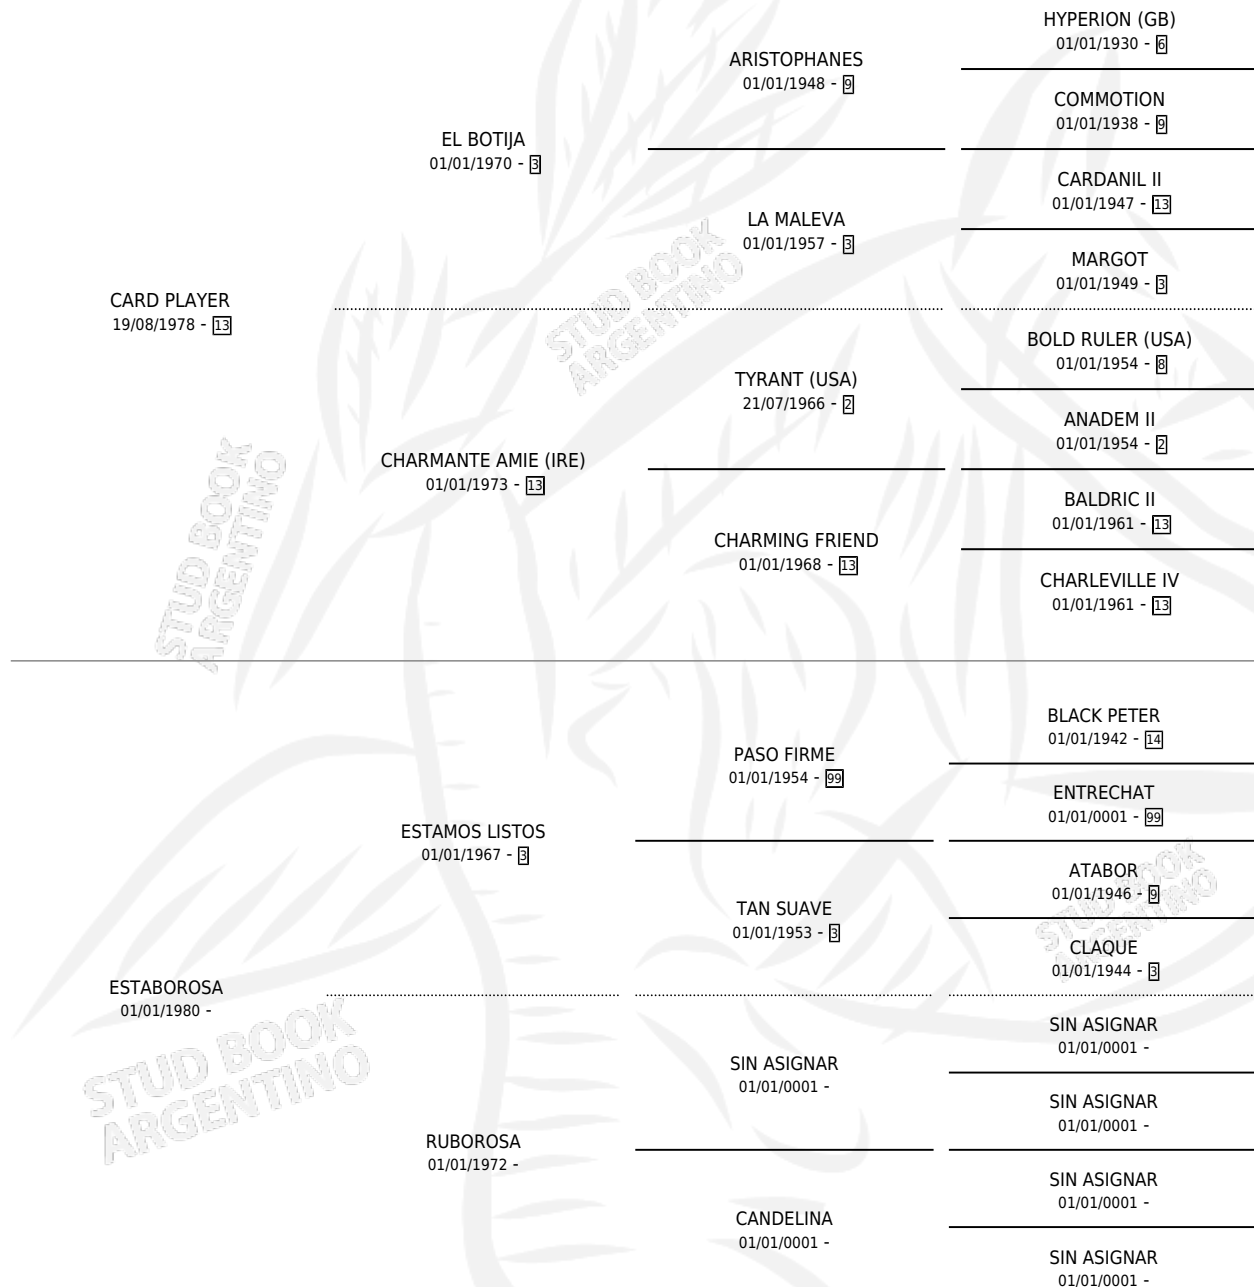 HYPERION (GB)
01/01/1930 - 6
ARISTOPHANES
01/01/1948 - 9
COMMOTION
01/01/1938 - 9
EL BOTIJA
01/01/1970 - 3
CARDANIL II
01/01/1947 - 13
LA MALEVA
01/01/1957 - 3
MARGOT
01/01/1949 - 3
CARD PLAYER
19/08/1978 - 13
BOLD RULER (USA)
01/01/1954 - 8
TYRANT (USA)
21/07/1966 - 2
ANADEM II
01/01/1954 - 2
CHARMANTE AMIE (IRE)
01/01/1973 - 13
BALDRIC II
01/01/1961 - 13
CHARMING FRIEND
01/01/1968 - 13
CHARLEVILLE IV
01/01/1961 - 13
BLACK PETER
01/01/1942 - 14
PASO FIRME
01/01/1954 - 99
ENTRECHAT
01/01/0001 - 99
ESTAMOS LISTOS
01/01/1967 - 3
ATABOR
01/01/1946 - 9
TAN SUAVE
01/01/1953 - 3
CLAQUE
01/01/1944 - 3
ESTABOROSA
01/01/1980 -
SIN ASIGNAR
01/01/0001 -
SIN ASIGNAR
01/01/0001 -
SIN ASIGNAR
01/01/0001 -
RUBOROSA
01/01/1972 -
SIN ASIGNAR
01/01/0001 -
CANDELINA
01/01/0001 -
SIN ASIGNAR
01/01/0001 -
STUD BOOK
ARGENTINO
STUD BOOK
ARGENTINO
STUD BOOK
ARGENTINO
STUD BOOK
ARGENTINO